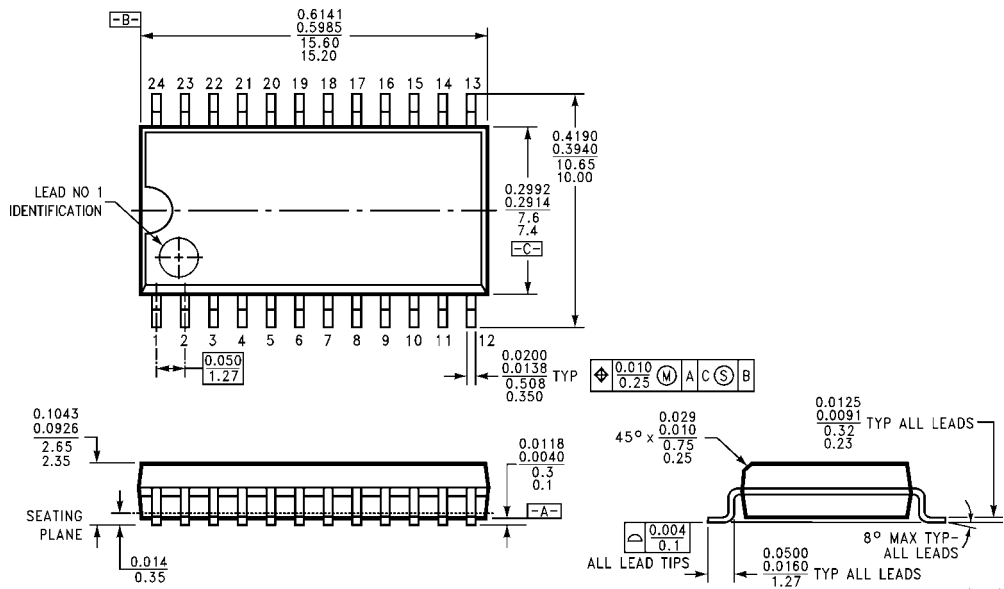 -B-
0.6141
0.5985
15.60
15.20
24 23 22 21 20 19 18 17 16 15 14 13
0.4190
0.3940
10.65
10.00
LEAD NO 1
IDENTIFICATION
0.2992
0.2914
7.6
7.4
-C-
1 2 3 4 5 6 7 8 9 10 11 12
0.050
1.27
0.0200
0.0138
0.508
0.350
TYP
0.010
0.25
M A C S B
0.1043
0.0926
2.65
2.35
0.0118
0.0040
0.3
0.1
-A-
SEATING
PLANE
0.014
0.35
45° x
0.029
0.010
0.75
0.25
0.0125
0.0091
0.32
0.23
TYP ALL LEADS
0.004
0.1
ALL LEAD TIPS
8° MAX TYP-
ALL LEADS
0.0500
0.0160
1.27
TYP ALL LEADS